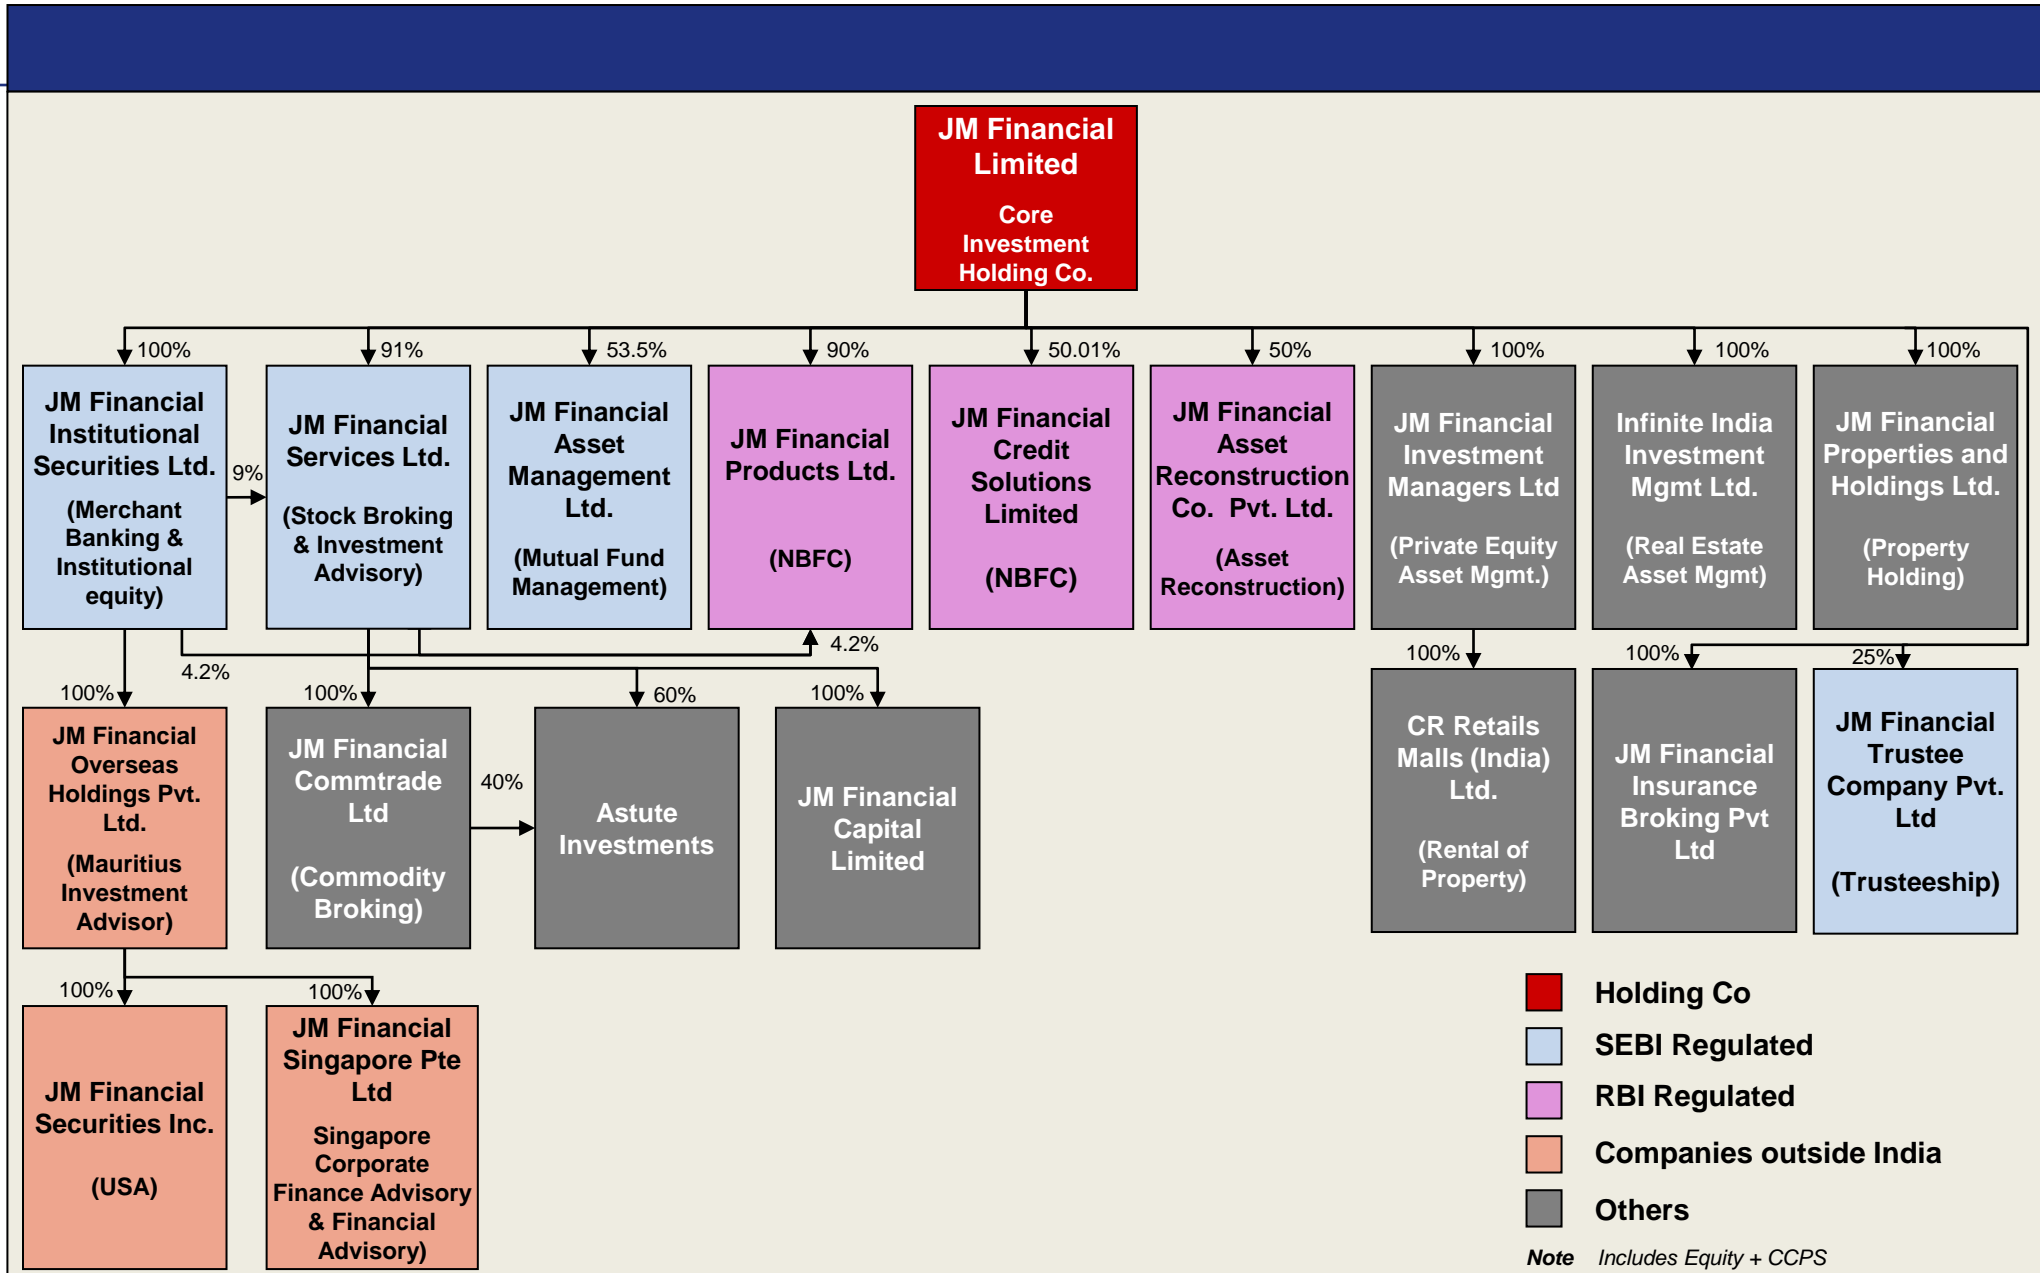 JM Financial
Limited
Core
Investment
Holding Co.
100%
91%
53.5%
90%
50.01%
50%
100%
100%
100%
JM Financial
Institutional
Securities Ltd.
(Merchant
Banking &
Institutional
equity)
9%
JM Financial
Services Ltd.
(Stock Broking
& Investment
Advisory)
JM Financial
Asset
Management
Ltd.
(Mutual Fund
Management)
JM Financial
Products Ltd.
(NBFC)
JM Financial
Credit
Solutions
Limited
(NBFC)
JM Financial
Asset
Reconstruction
Co. Pvt. Ltd.
(Asset
Reconstruction)
JM Financial
Investment
Managers Ltd
(Private Equity
Asset Mgmt.)
Infinite India
Investment
Mgmt Ltd.
(Real Estate
Asset Mgmt)
JM Financial
Properties and
Holdings Ltd.
(Property
Holding)
4.2%
4.2%
100%
100%
25%
100%
100%
60%
100%
JM Financial
Overseas
Holdings Pvt.
Ltd.
(Mauritius
Investment
Advisor)
JM Financial
Commtrade
Ltd
(Commodity
Broking)
40%
Astute
Investments
JM Financial
Capital
Limited
CR Retails
Malls (India)
Ltd.
(Rental of
Property)
JM Financial
Insurance
Broking Pvt
Ltd
JM Financial
Trustee
Company Pvt.
Ltd
(Trusteeship)
100%
100%
JM Financial
Securities Inc.
(USA)
JM Financial
Singapore Pte
Ltd
Singapore
Corporate
Finance Advisory
& Financial
Advisory)
Holding Co
SEBI Regulated
RBI Regulated
Companies outside India
Others
Note Includes Equity + CCPS